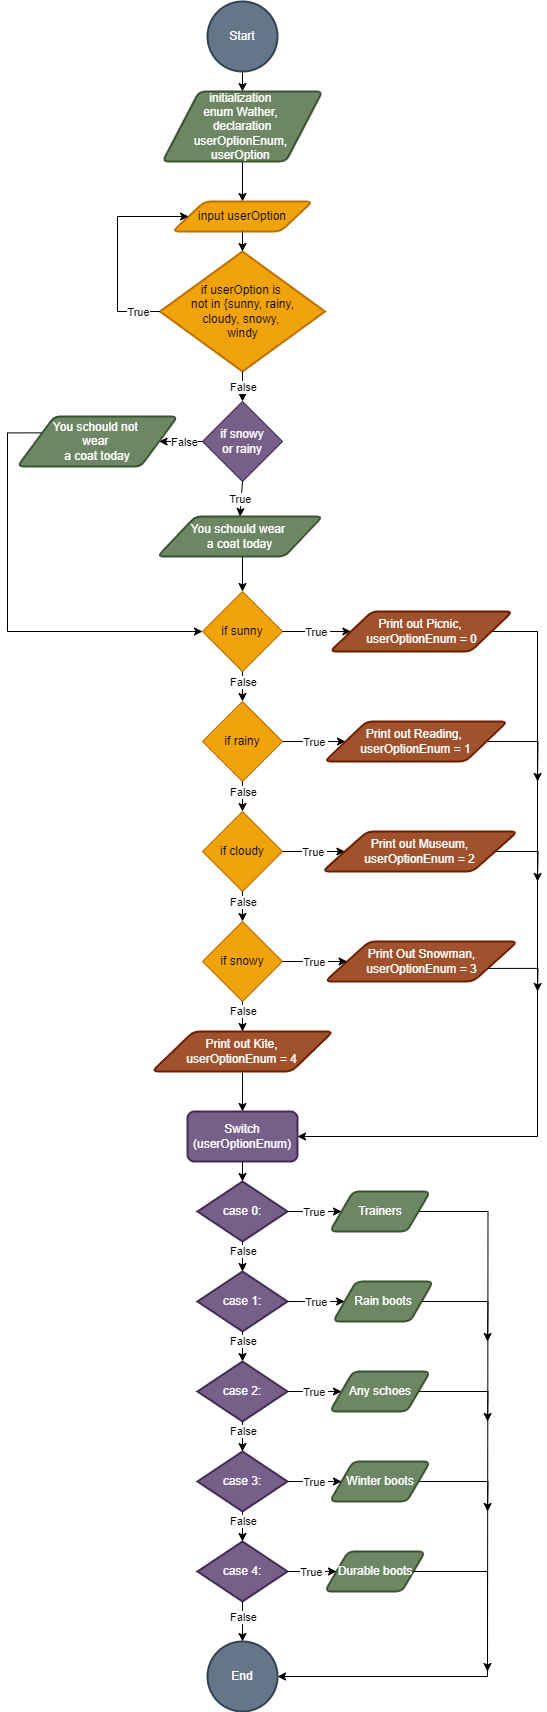 Start
initialization
enum Wather,
declaration
userOptionEnum,
userOption
input userOption
if userOption is
not in {sunny, rainy,
cloudy, snowy,
windy
True
False
You schould not
wear
a coat today
False
if snowy
or rainy
True
You schould wear
a coat today
if sunny
True
Print out Picnic,
userOptionEnum = 0
False
if rainy
True
Print out Reading,
userOptionEnum = 1
False
if cloudy
True
Print out Museum,
userOptionEnum = 2
False
if snowy
True
Print Out Snowman,
userOptionEnum = 3
False
Print out Kite,
userOptionEnum = 4
Switch
(userOptionEnum)
case 0:
True
Trainers
False
case 1:
True
Rain boots
False
case 2:
True
Any schoes
False
case 3:
True
Winter boots
False
case 4:
True
Durable boots
False
End